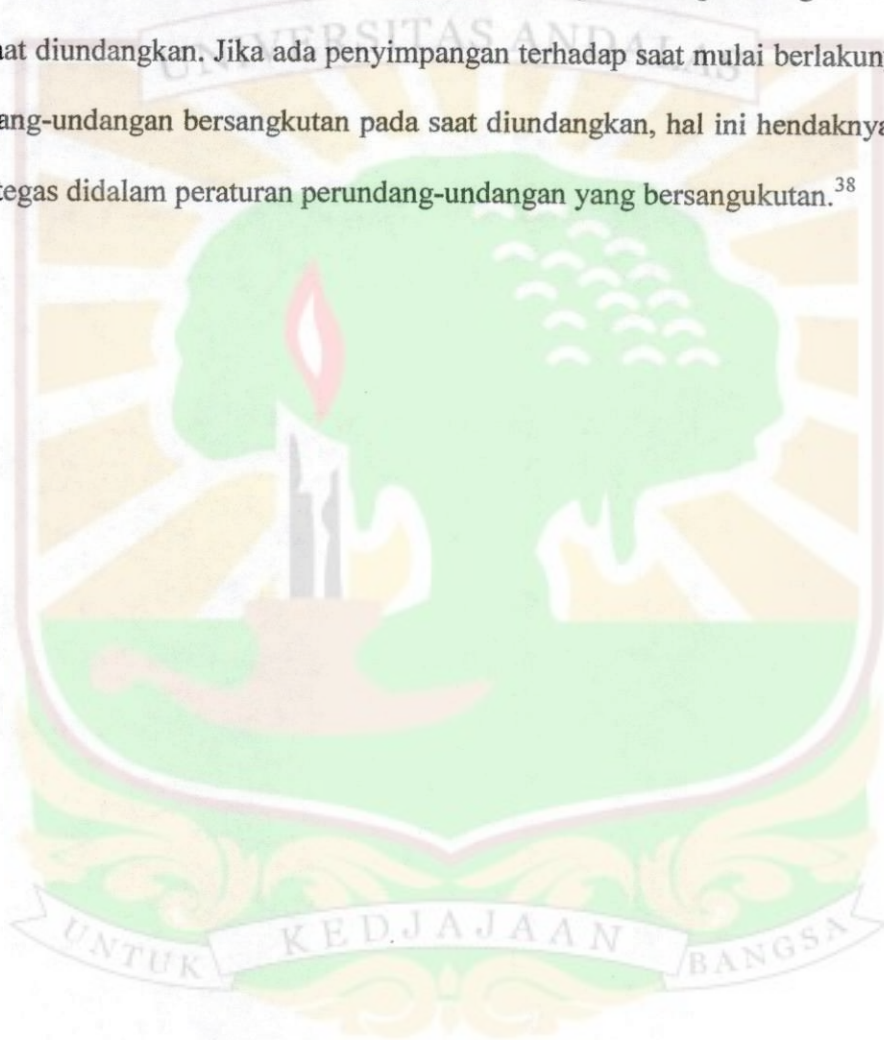 UNIVERSITAS ANDALAS
at diundangkan. Jika ada penyimpangan terhadap saat mulai berlakun
ang-undangan bersangkutan pada saat diundangkan, hal ini hendaknya
tegas didalam peraturan perundang-undangan yang bersangukutan.³⁸
UNTUK KEDJAJAAN BANGSA